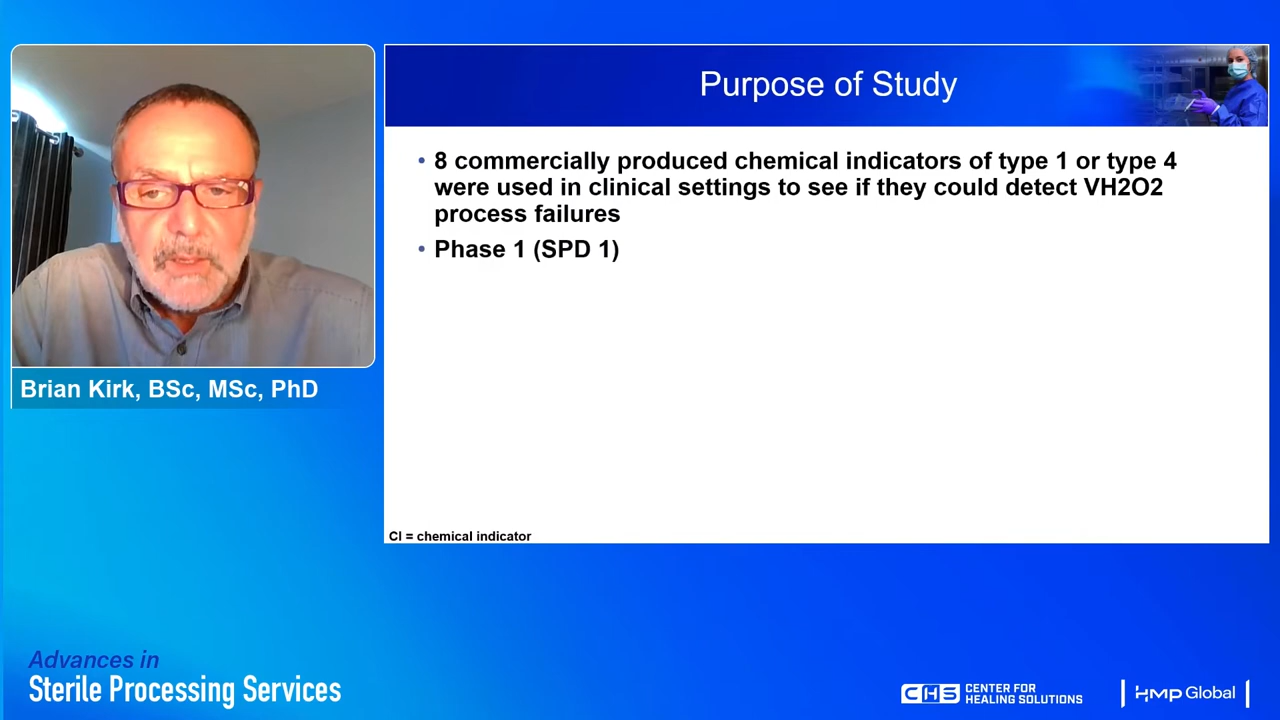 Purpose of Study
• 8 commercially produced chemical indicators of type 1 or type 4
were used in clinical settings to see if they could detect VH2O2
process failures
• Phase 1 (SPD 1)
CI = chemical indicator
Brian Kirk, BSc, MSc, PhD
Advances in
Sterile Processing Services
CHS CENTER FOR
HEALING SOLUTIONS
HMP Global